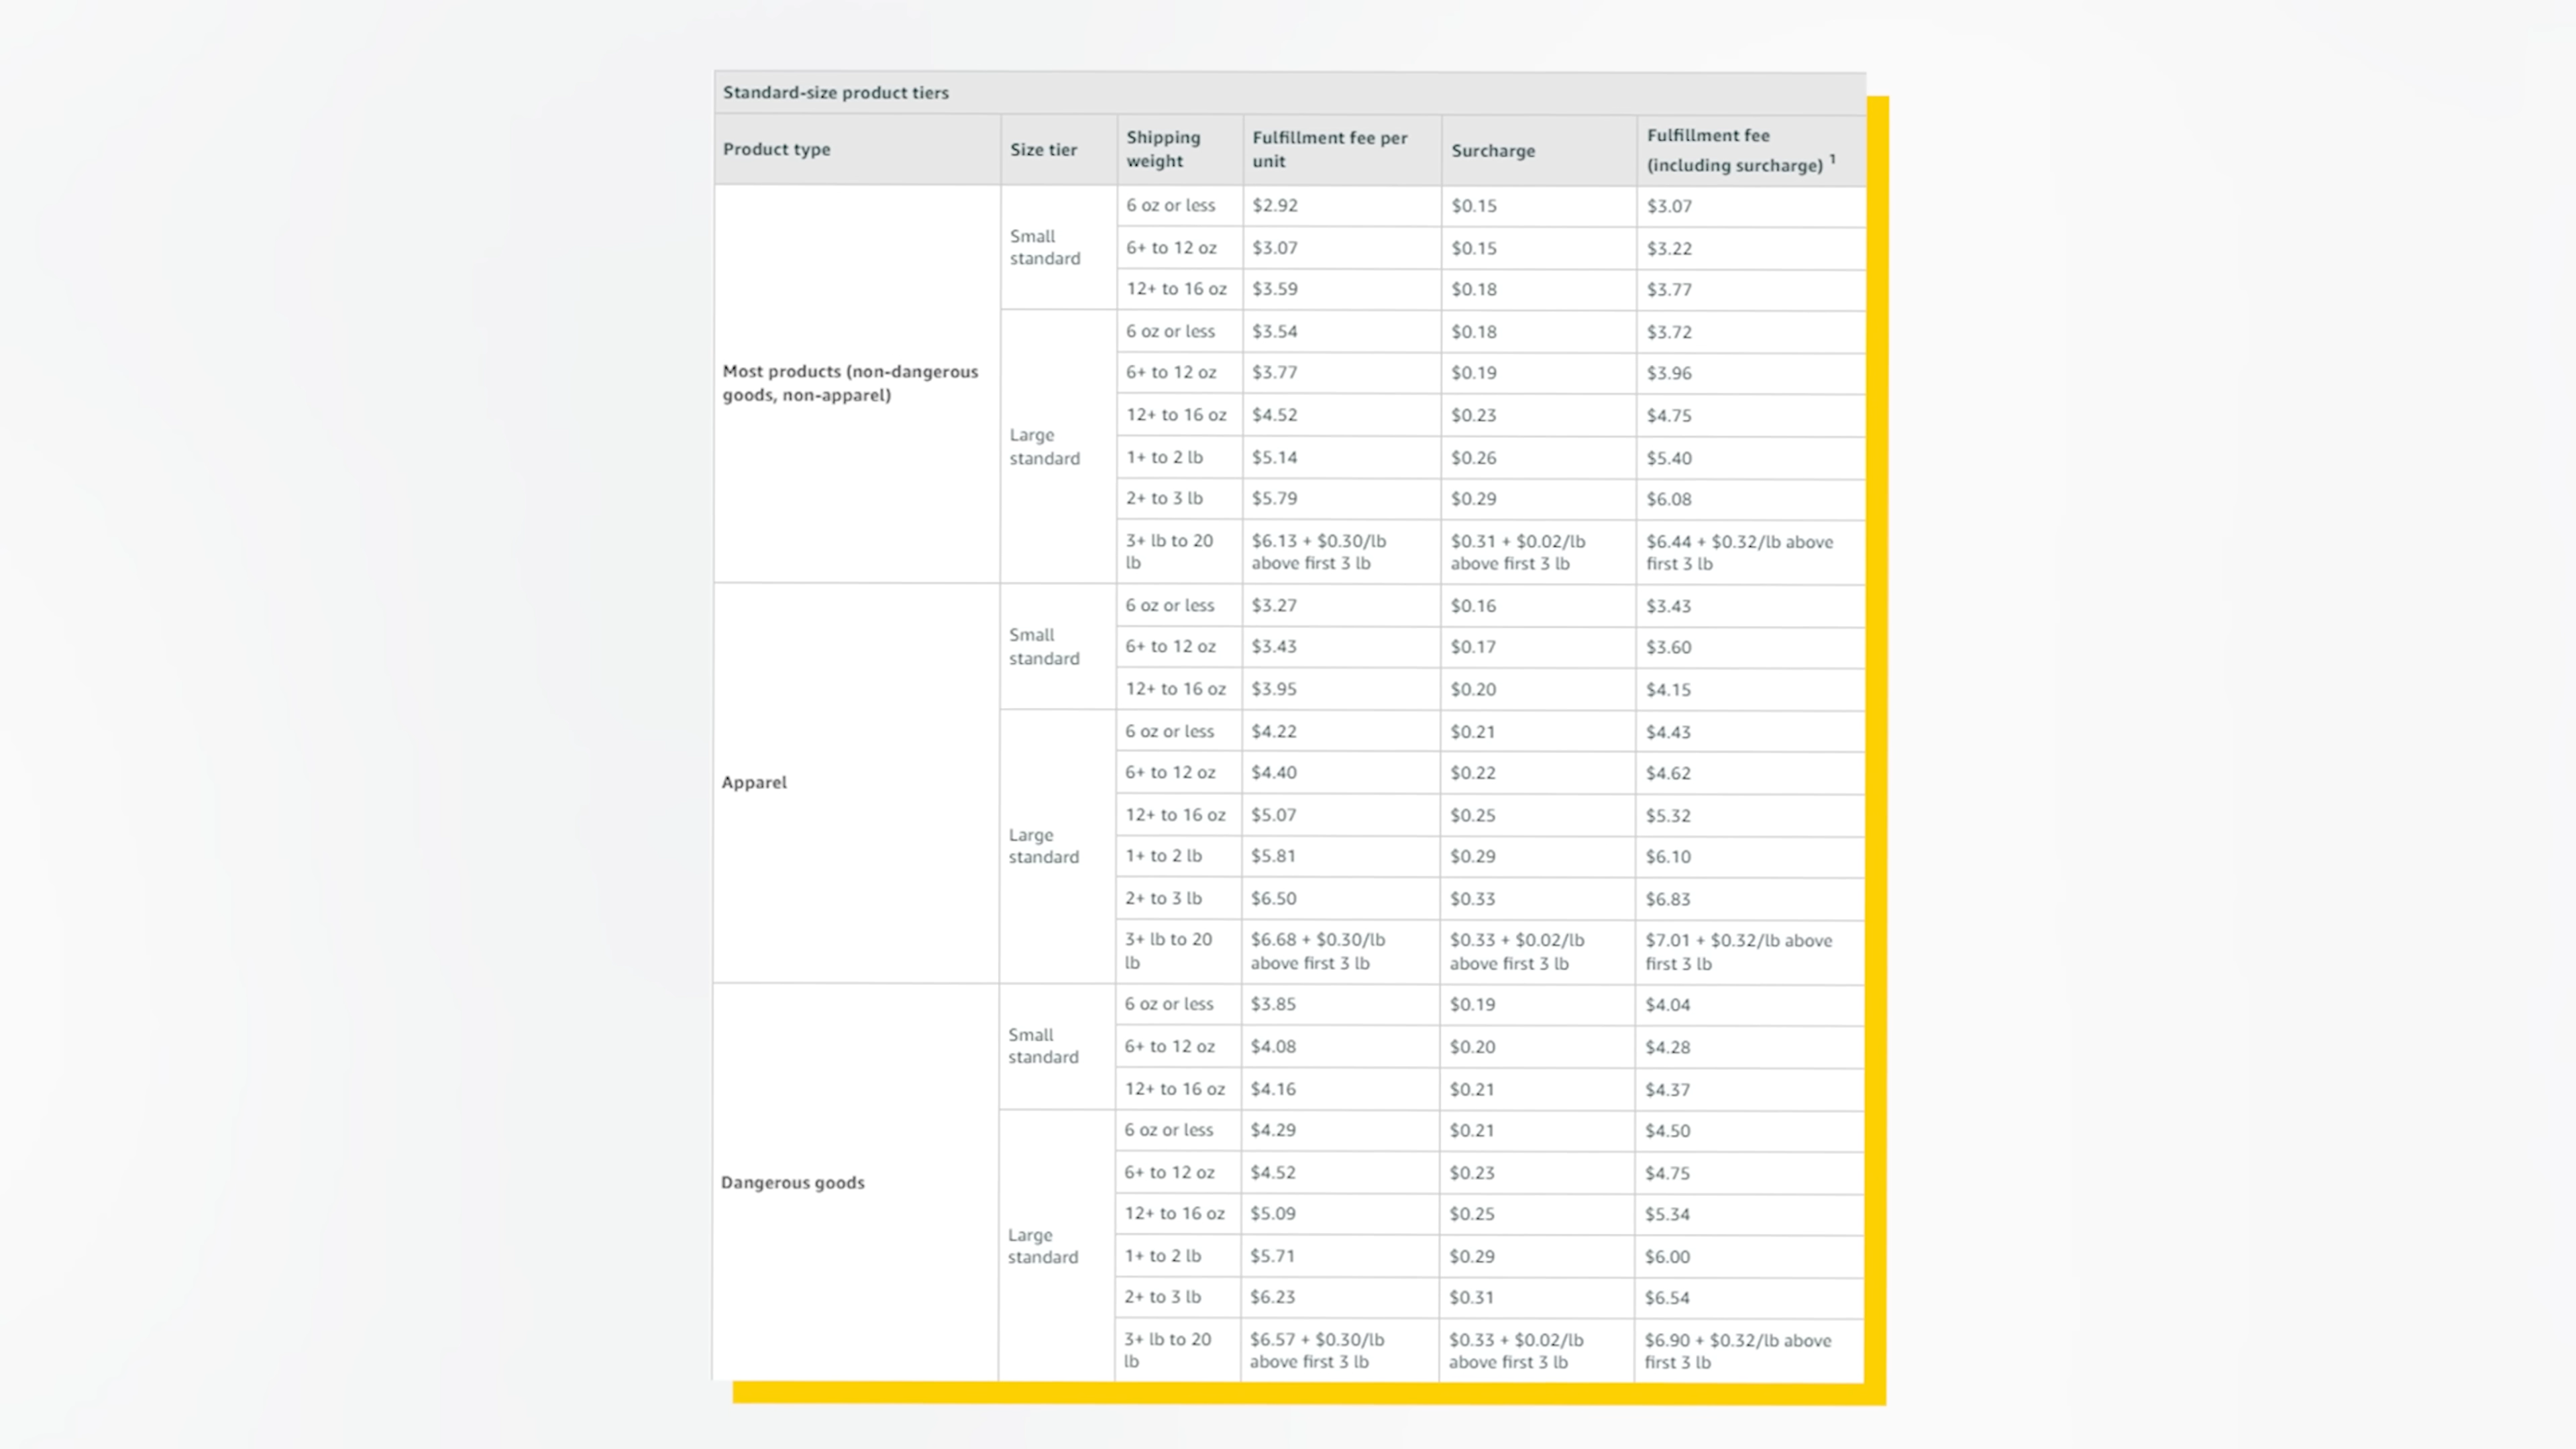 Standard-size product tiers
Product type Size tier Shipping weight Fulfillment fee per unit Surcharge Fulfillment fee (including surcharge) 1
Most products (non-dangerous goods, non-apparel)
Small standard
6 oz or less $2.92 $0.15 $3.07
6+ to 12 oz $3.07 $0.15 $3.22
12+ to 16 oz $3.59 $0.18 $3.77
Large standard
6 oz or less $3.54 $0.18 $3.72
6+ to 12 oz $3.77 $0.19 $3.96
12+ to 16 oz $4.52 $0.23 $4.75
1+ to 2 lb $5.14 $0.26 $5.40
2+ to 3 lb $5.79 $0.29 $6.08
3+ lb to 20 lb $6.13 + $0.30/lb above first 3 lb $0.31 + $0.02/lb above first 3 lb $6.44 + $0.32/lb above first 3 lb
Apparel
Small standard
6 oz or less $3.27 $0.16 $3.43
6+ to 12 oz $3.43 $0.17 $3.60
12+ to 16 oz $3.95 $0.20 $4.15
Large standard
6 oz or less $4.22 $0.21 $4.43
6+ to 12 oz $4.40 $0.22 $4.62
12+ to 16 oz $5.07 $0.25 $5.32
1+ to 2 lb $5.81 $0.29 $6.10
2+ to 3 lb $6.50 $0.33 $6.83
3+ lb to 20 lb $6.68 + $0.30/lb above first 3 lb $0.33 + $0.02/lb above first 3 lb $7.01 + $0.32/lb above first 3 lb
Dangerous goods
Small standard
6 oz or less $3.85 $0.19 $4.04
6+ to 12 oz $4.08 $0.20 $4.28
12+ to 16 oz $4.16 $0.21 $4.37
Large standard
6 oz or less $4.29 $0.21 $4.50
6+ to 12 oz $4.52 $0.23 $4.75
12+ to 16 oz $5.09 $0.25 $5.34
1+ to 2 lb $5.71 $0.29 $6.00
2+ to 3 lb $6.23 $0.31 $6.54
3+ lb to 20 lb $6.57 + $0.30/lb above first 3 lb $0.33 + $0.02/lb above first 3 lb $6.90 + $0.32/lb above first 3 lb